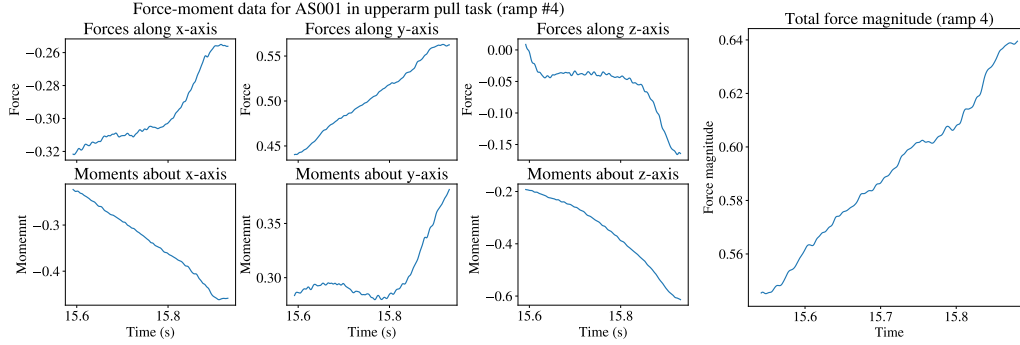 Force-moment data for AS001 in upperarm pull task (ramp #4)
Forces along x-axis
Forces along y-axis
Forces along z-axis
Total force magnitude (ramp 4)
Force
−0.26
−0.28
−0.30
−0.32
15.6
15.8
Force
0.55
0.50
0.45
Force
0.00
−0.05
−0.10
−0.15
Moments about x-axis
Moments about y-axis
Moments about z-axis
Momemnt
−0.3
−0.4
15.6
15.8
Time (s)
Momemnt
0.35
0.30
15.6
15.8
Time (s)
Momemnt
−0.2
−0.4
−0.6
15.6
15.8
Time (s)
Force magnitude
0.64
0.62
0.60
0.58
0.56
15.6
15.7
15.8
Time